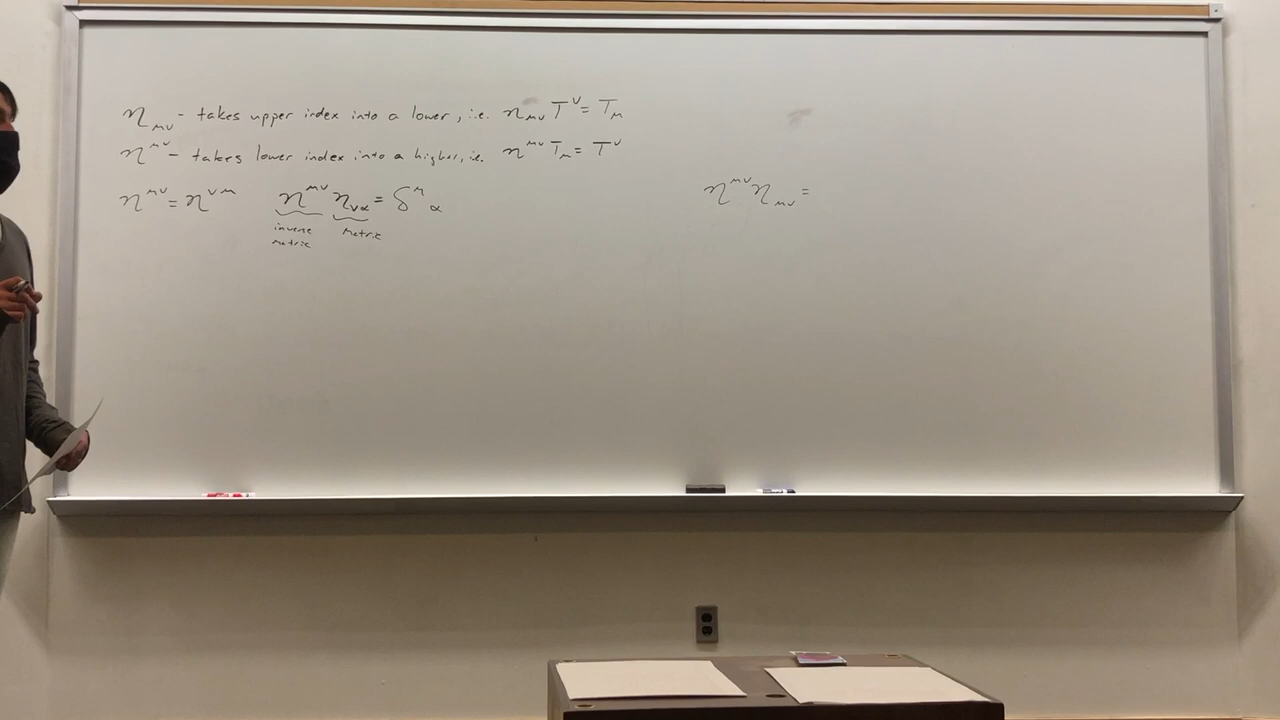 η_μν - takes upper index into a lower, i.e. η_μν T^ν = T_μ
η^μν - takes lower index into a higher, i.e. η^μν T_μ = T^ν
η^μν = η^νμ η^μν η_να = δ^μ_α
inverse metric
metric
η^μν η_μν =